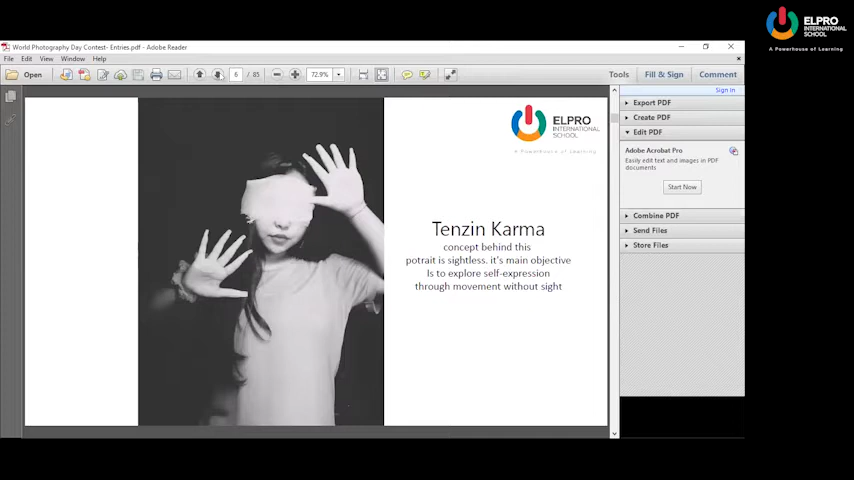 ELPRO
INTERNATIONAL
SCHOOL
A Powerhouse of Learning
World Photography Day Contest- Entries.pdf - Adobe Reader
File Edit View Window Help
Open 6 / 85 72.9% Tools Fill & Sign Comment
Sign In
Export PDF
Create PDF
Edit PDF
Adobe Acrobat Pro
Easily edit text and images in PDF
documents
Start Now
Combine PDF
Send Files
Store Files
ELPRO
INTERNATIONAL
SCHOOL
A Powerhouse of Learning
Tenzin Karma
concept behind this
potrait is sightless. it's main objective
Is to explore self-expression
through movement without sight